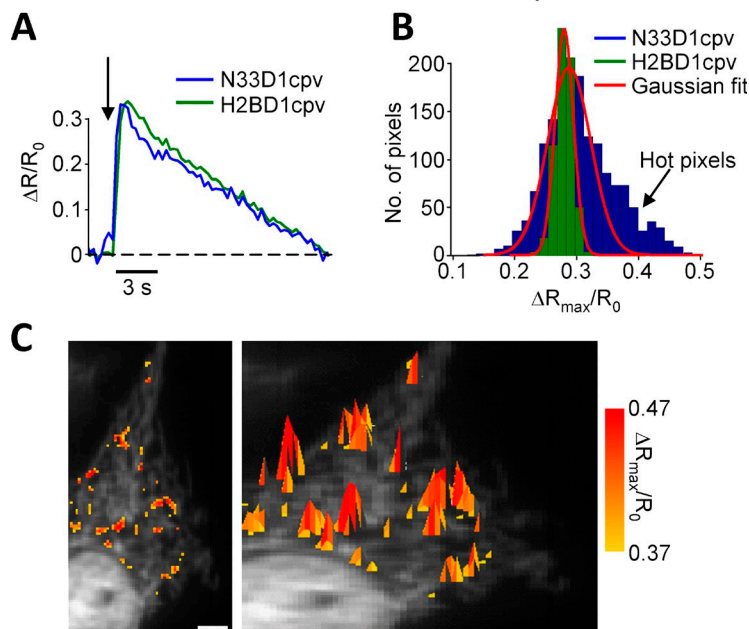 A
N33D1cpv
H2BD1cpv
0.3
0.2
0.1
0
ΔR/R0
3 s
B
N33D1cpv
H2BD1cpv
Gaussian fit
200
150
100
50
0
No. of pixels
Hot pixels
0.1 0.2 0.3 0.4 0.5
ΔRmax/R0
C
0.47
ΔRmax/R0
0.37